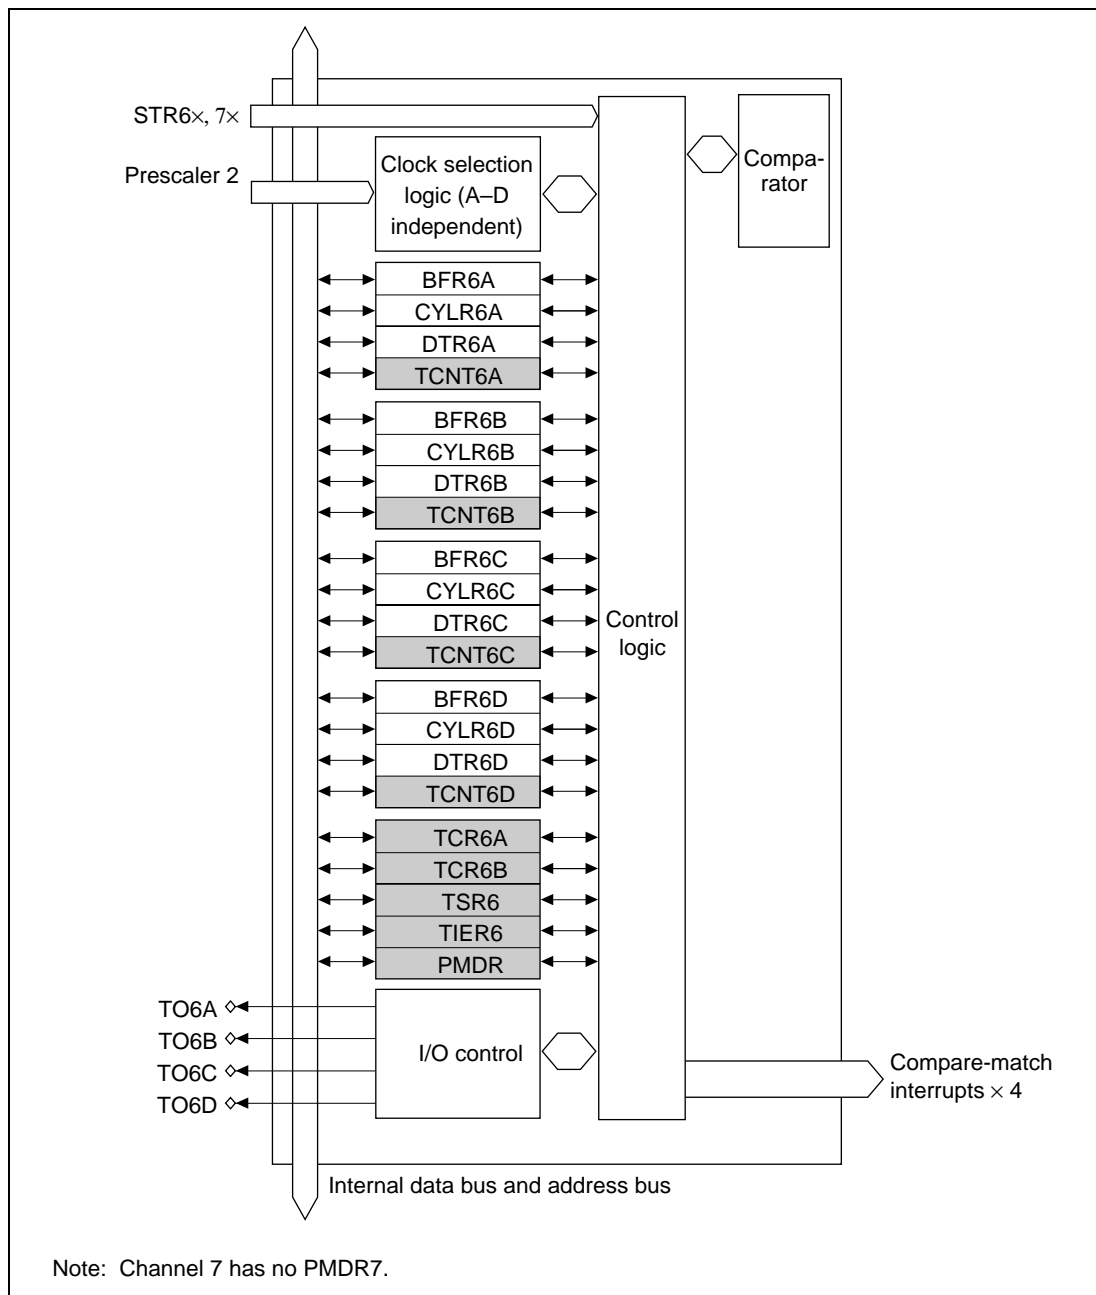 STR6×, 7×
Prescaler 2
Clock selection
logic (A–D
independent)
Compa-
rator
BFR6A
CYLR6A
DTR6A
TCNT6A
BFR6B
CYLR6B
DTR6B
TCNT6B
BFR6C
CYLR6C
DTR6C
TCNT6C
Control
logic
BFR6D
CYLR6D
DTR6D
TCNT6D
TCR6A
TCR6B
TSR6
TIER6
PMDR
TO6A
TO6B
TO6C
TO6D
I/O control
Compare-match
interrupts × 4
Internal data bus and address bus
Note: Channel 7 has no PMDR7.